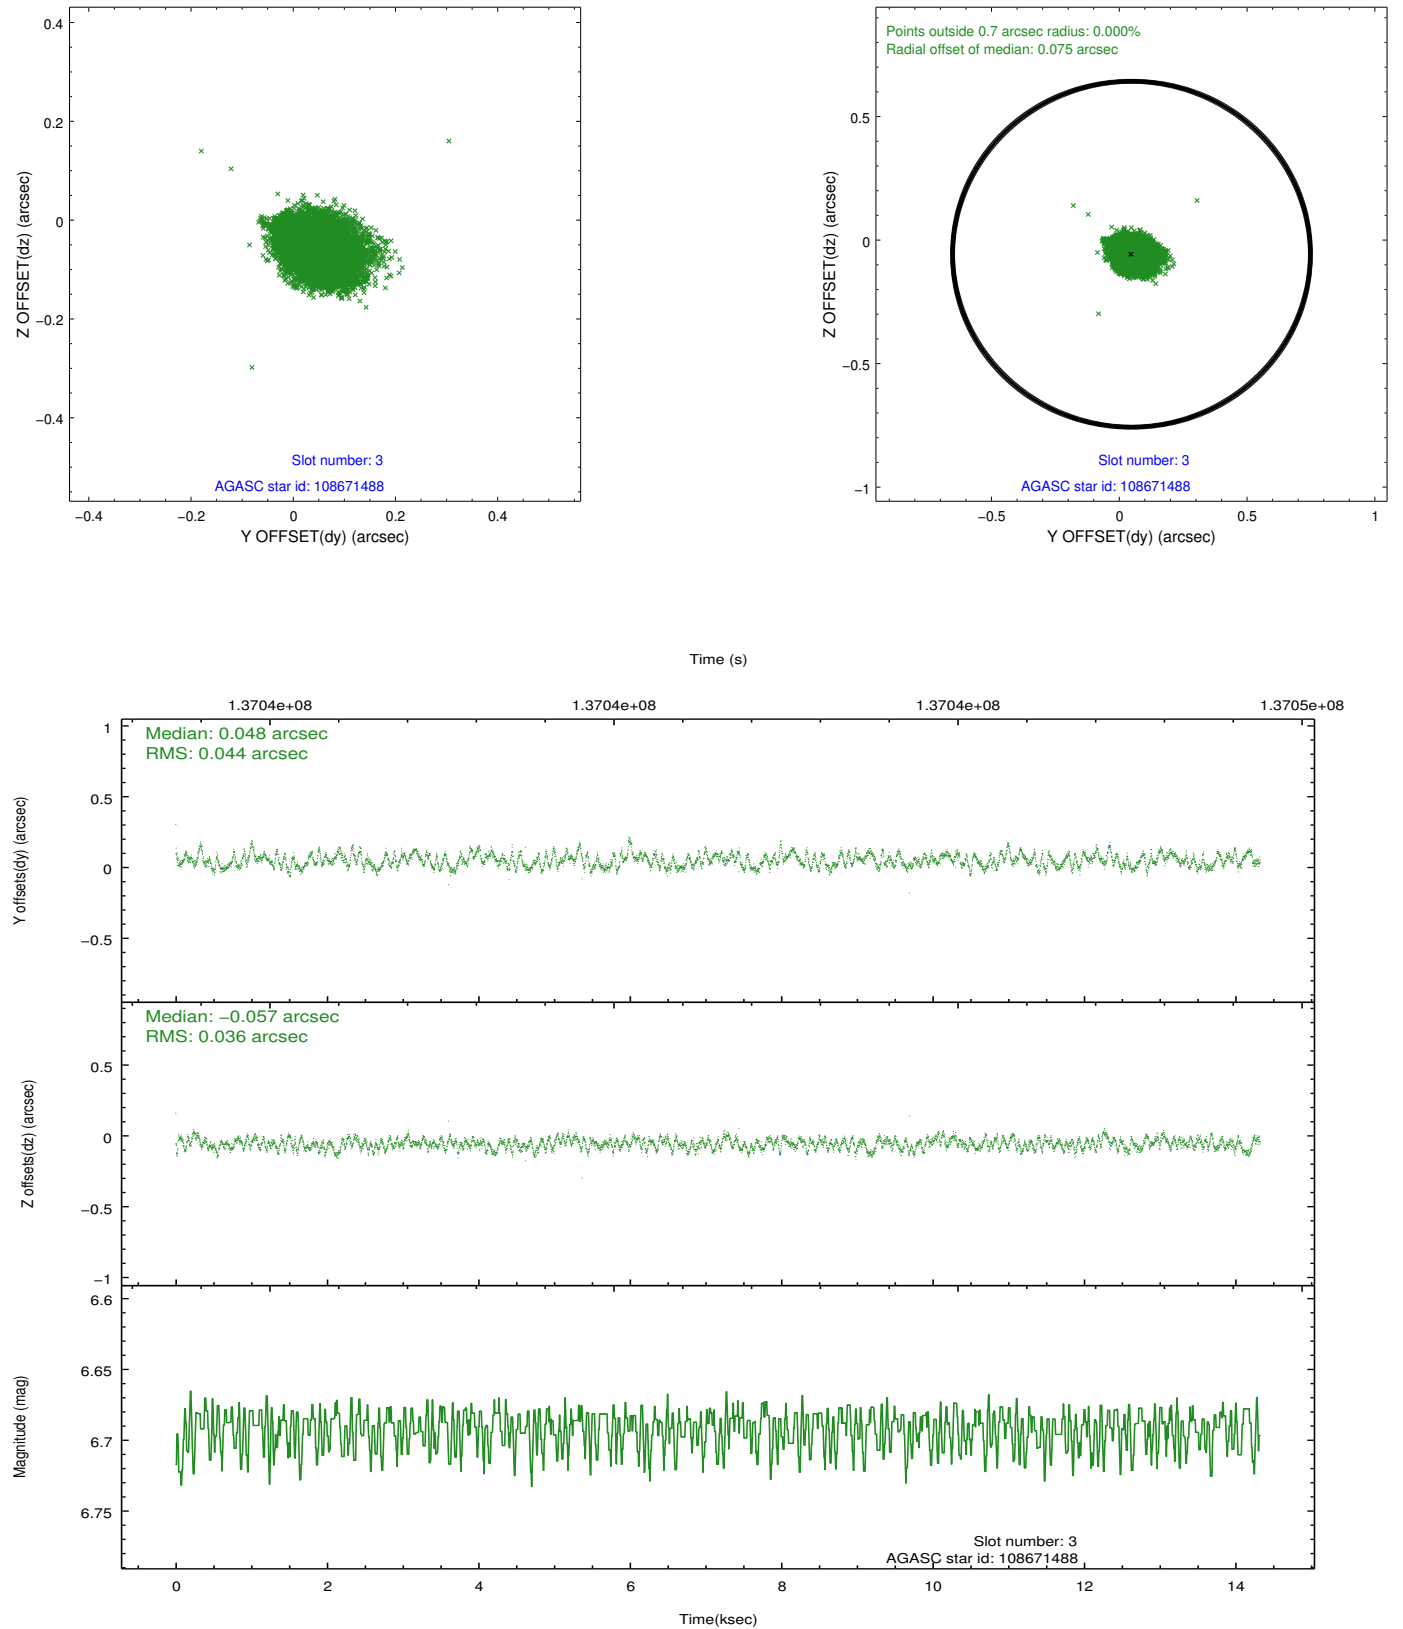 0.4
0.2
0
−0.2
−0.4
Z OFFSET(dz) (arcsec)
Slot number: 3
AGASC star id: 108671488
−0.4 −0.2 0 0.2 0.4
Y OFFSET(dy) (arcsec)
Points outside 0.7 arcsec radius: 0.000%
Radial offset of median: 0.075 arcsec
0.5
0
−0.5
−1
Z OFFSET(dz) (arcsec)
Slot number: 3
AGASC star id: 108671488
−0.5 0 0.5 1
Y OFFSET(dy) (arcsec)
Time (s)
1.3704e+08 1.3704e+08 1.3704e+08 1.3705e+08
Median: 0.048 arcsec
RMS: 0.044 arcsec
1
0.5
0
−0.5
Y offsets(dy) (arcsec)
Median: −0.057 arcsec
RMS: 0.036 arcsec
0.5
0
−0.5
−1
Z offsets(dz) (arcsec)
6.6
6.65
6.7
6.75
Magnitude (mag)
Slot number: 3
AGASC star id: 108671488
0 2 4 6 8 10 12 14
Time(ksec)